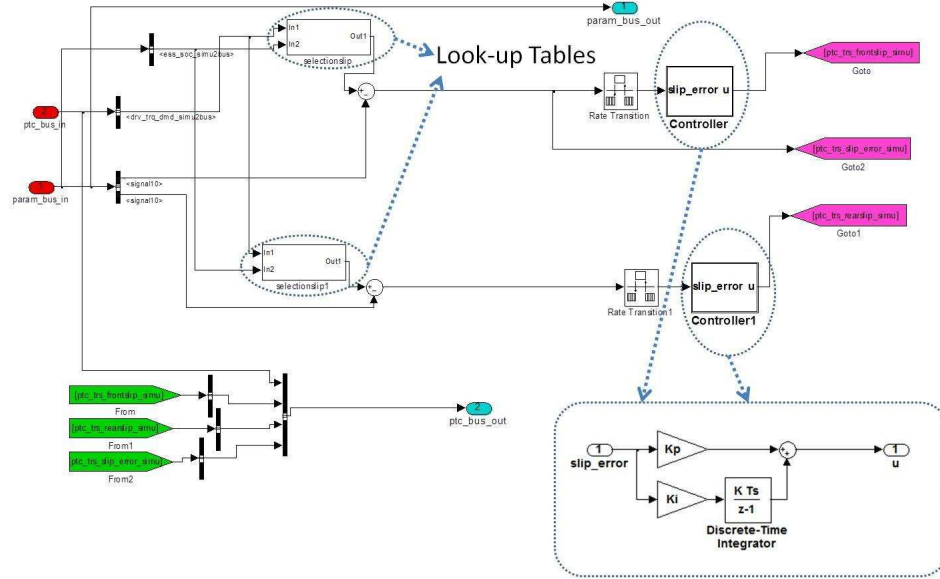 1
param_bus_out
<ess_soc_simu2bus>
In1
In2
Out1
selectionslip
Look-up Tables
[ptc_trs_frontslip_simu]
Goto
slip_error u
Controller
Rate Transition
2
ptc_bus_in
<drv_trq_dmd_simu2bus>
[ptc_trs_slip_error_simu]
Goto2
param_bus_in
<signal10>
<signal10>
[ptc_trs_rearslip_simu]
Goto1
In1
In2
Out1
selectionslip1
slip_error u
Controller1
Rate Transition1
[ptc_trs_frontslip_simu]
From
[ptc_trs_rearslip_simu]
From1
ptc_trs_slip_error_simu]
From2
2
ptc_bus_out
1
slip_error
Kp
Ki
K Ts
z-1
Discrete-Time
Integrator
1
u